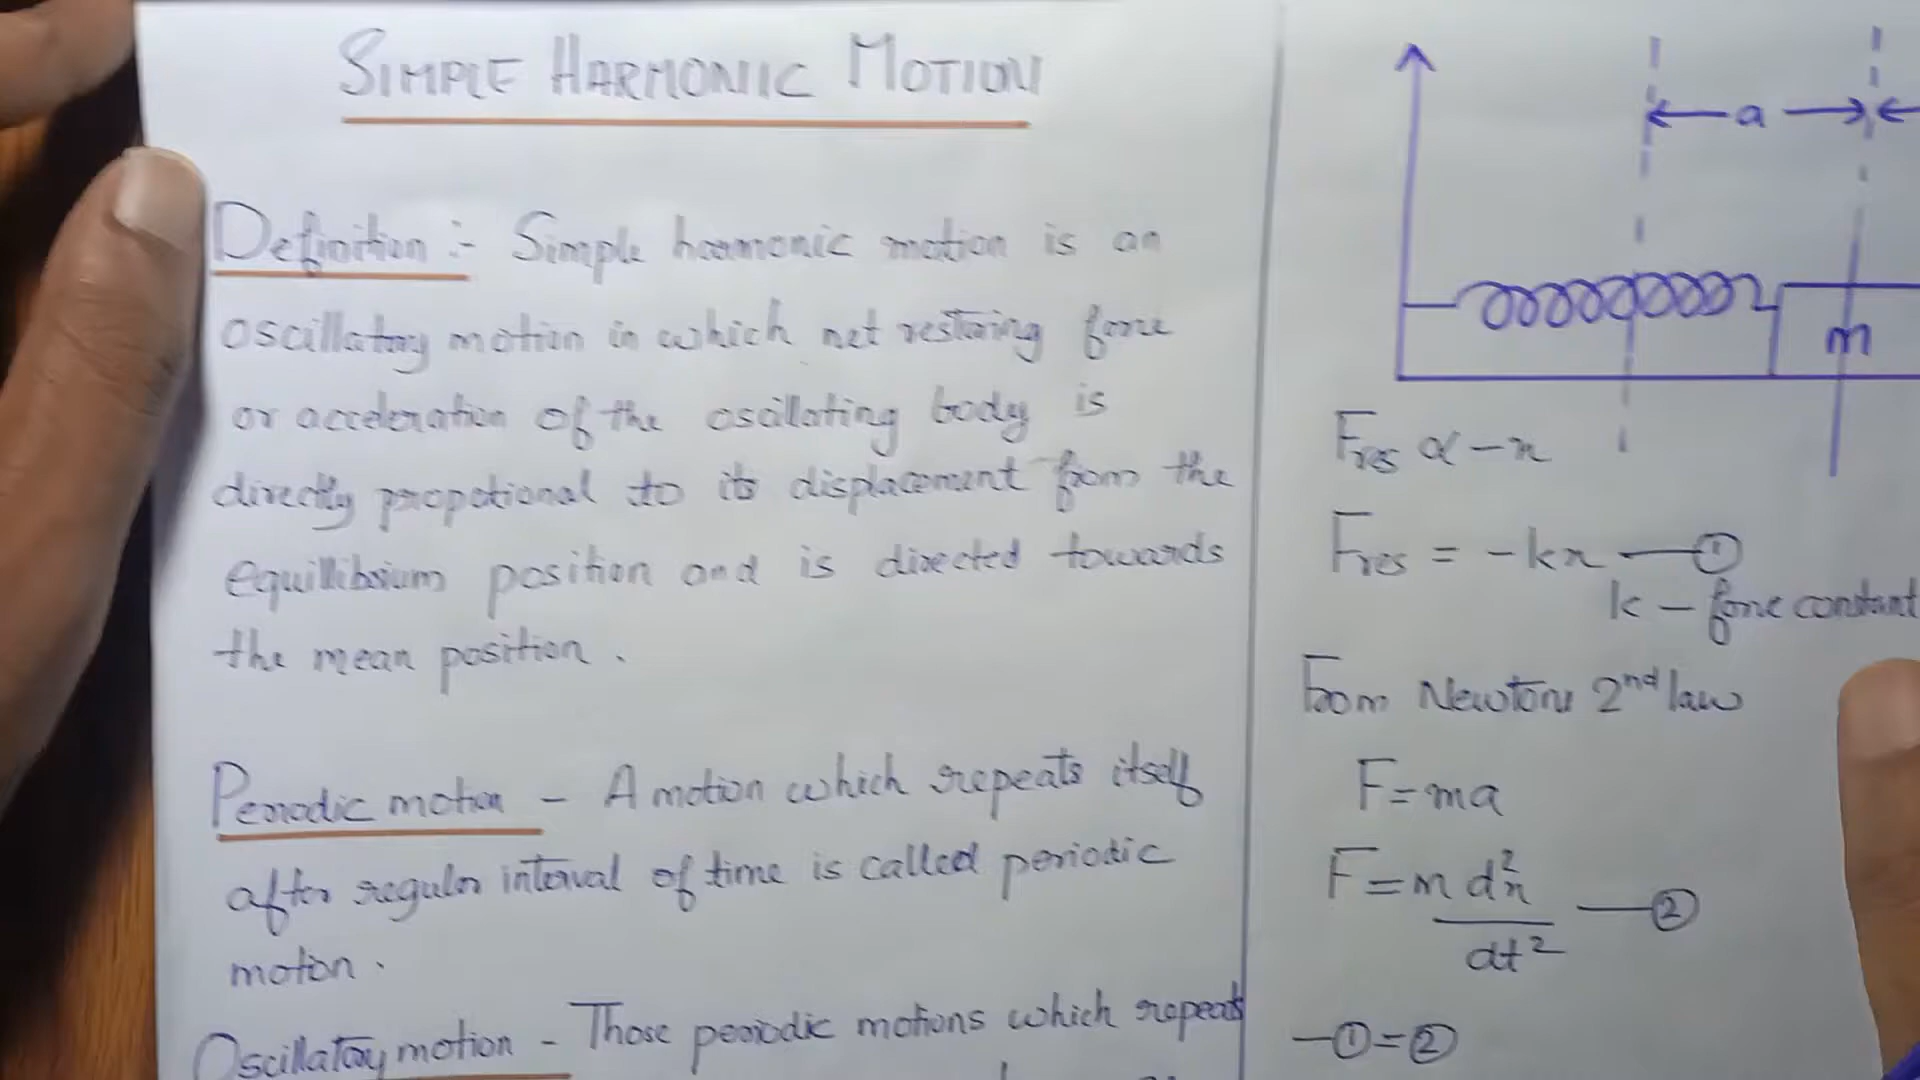 SIMPLE HARMONIC MOTION
Definition :- Simple harmonic motion is an
oscillatory motion in which net restoring force
or acceleration of the oscillating body is
directly propotional to its displacement from the
equillibrium position and is directed towards
the mean position .
Periodic motion - A motion which repeats itself
after regular interval of time is called periodic
motion .
Oscillatory motion - Those periodic motions which repeats
a
m
Fres α -x
Fres = -kx — ①
k - force constant
From Newtons 2nd law
F=ma
F=m d²x — ②
dt²
-①=②